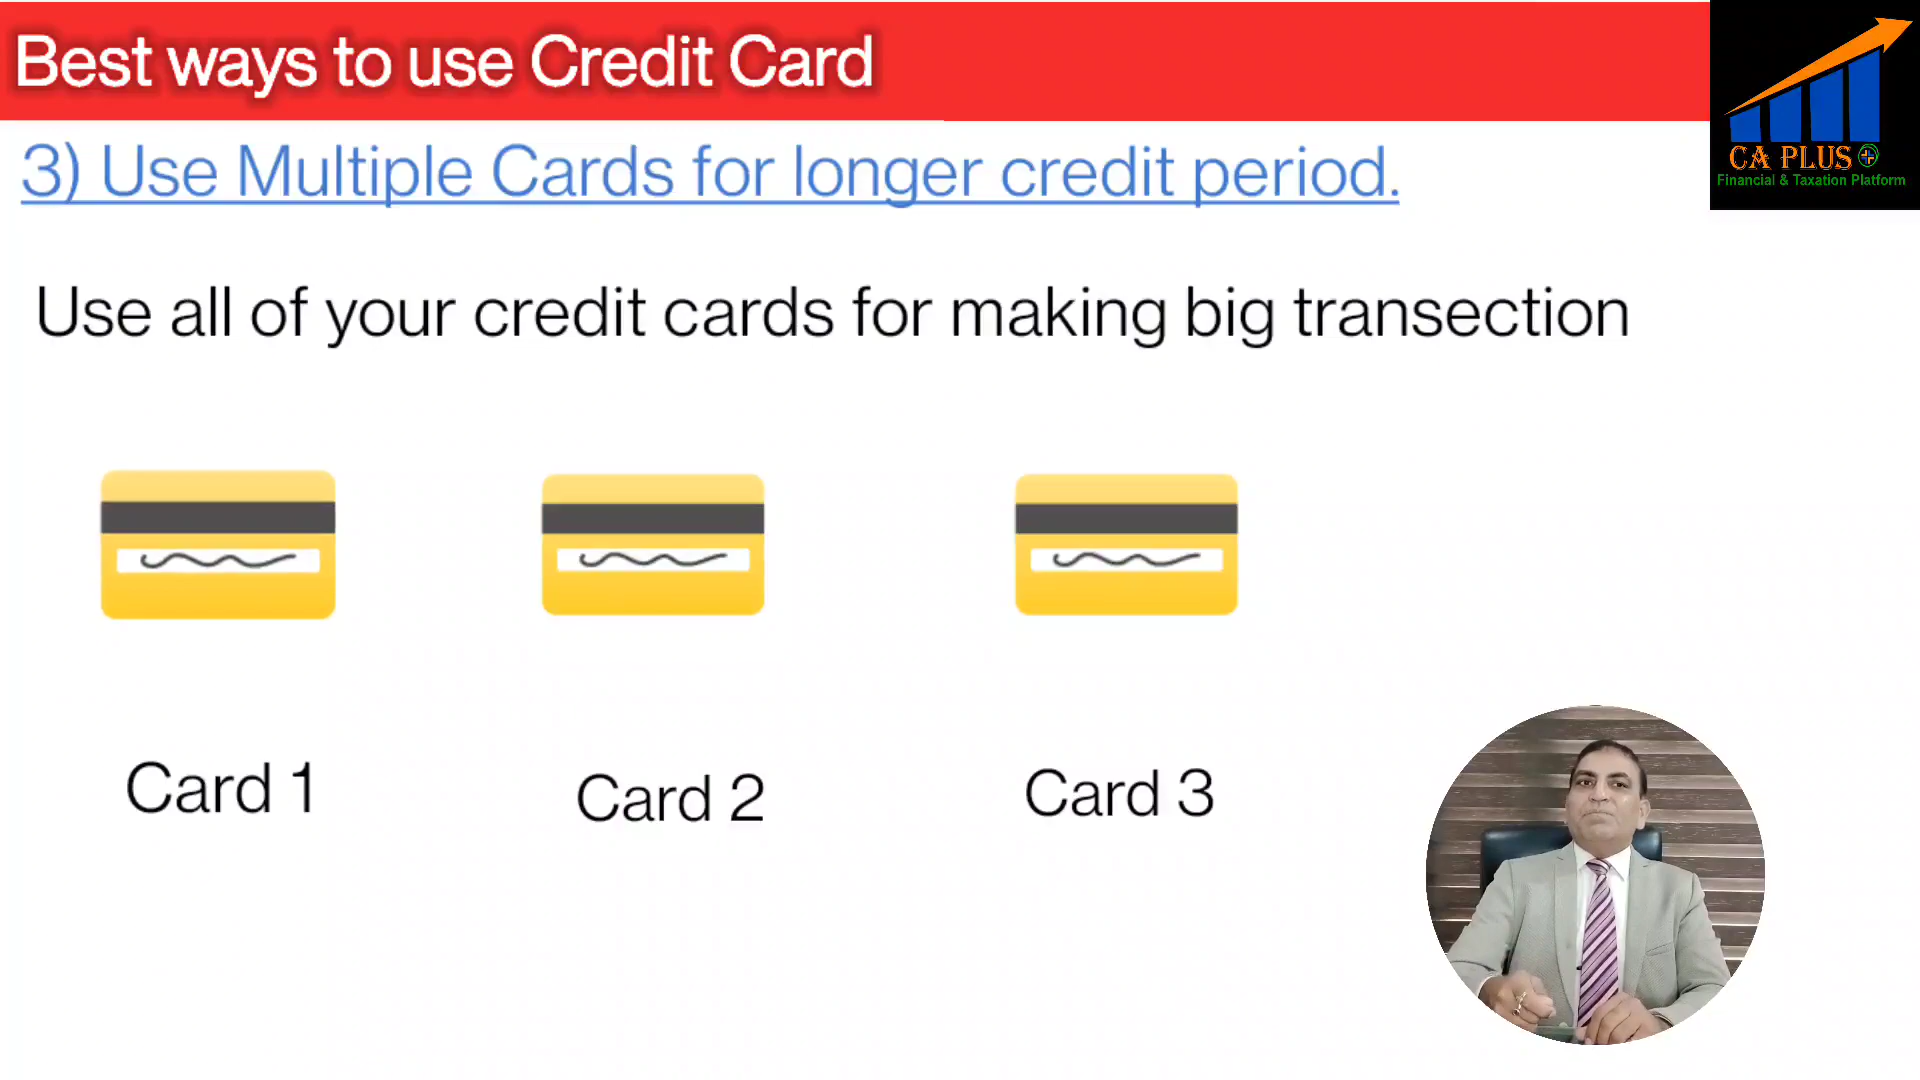 Best ways to use Credit Card
3) Use Multiple Cards for longer credit period.
CA PLUS
Financial & Taxation Platform
Use all of your credit cards for making big transection
Card 1
Card 2
Card 3